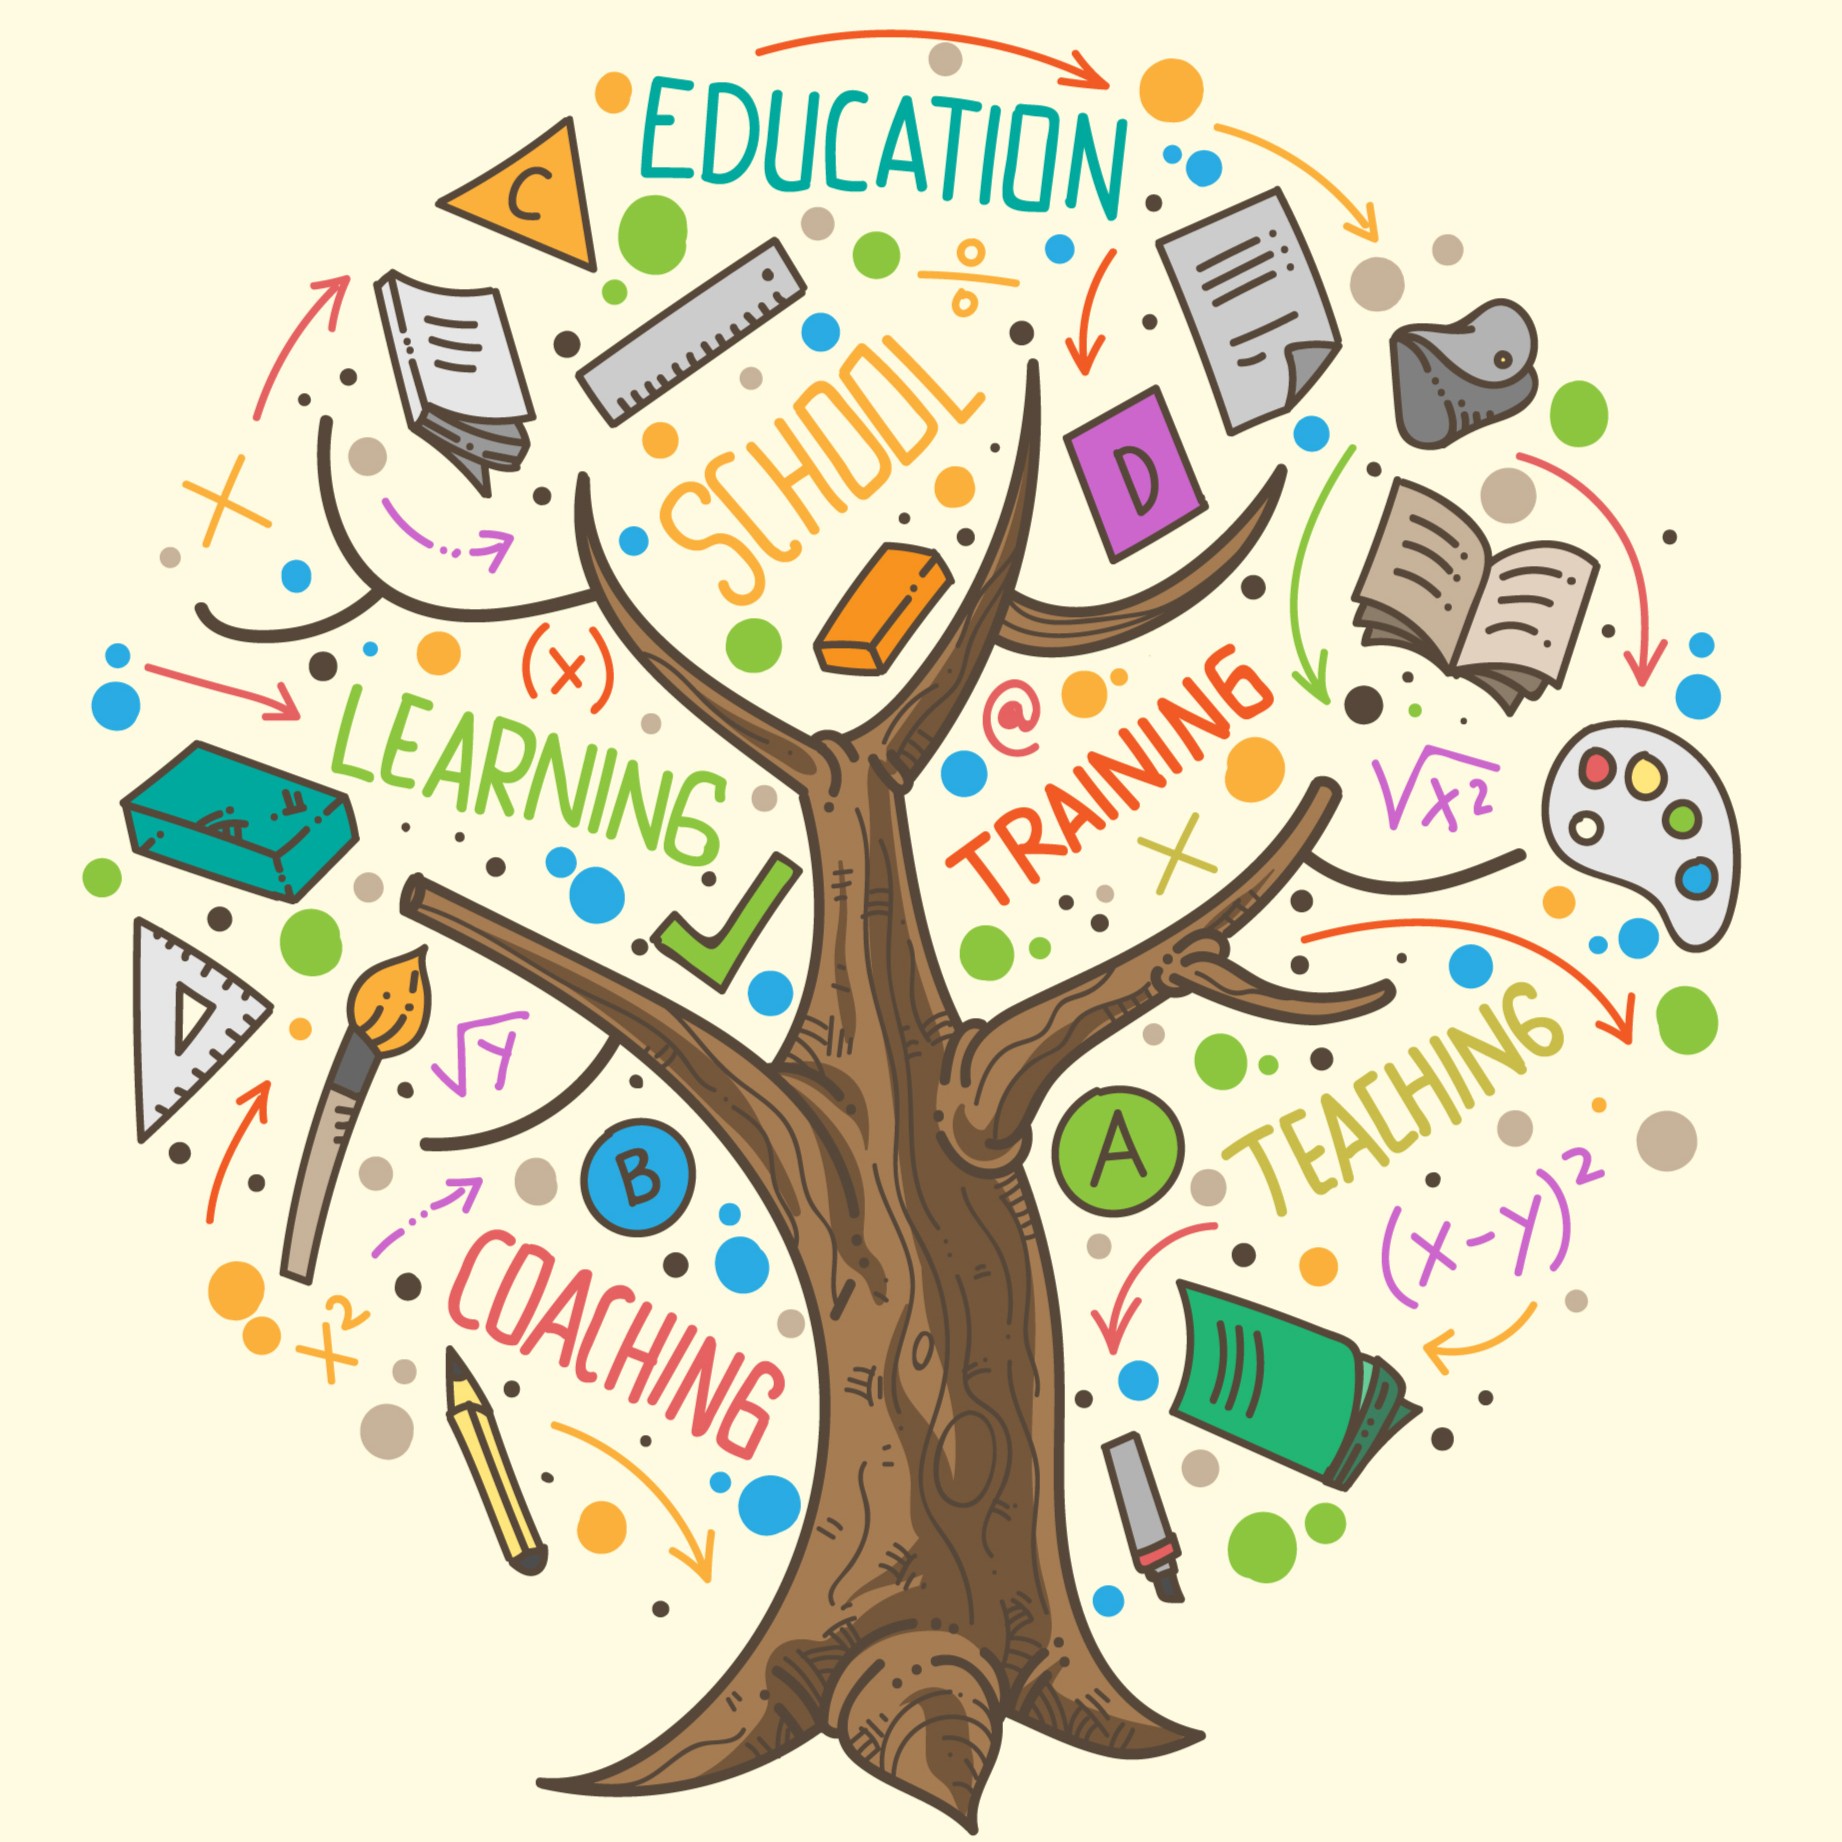 EDUCATION
C
÷
SCHOOL
D
×
(x)
LEARNING
@
TRAINING
√x²
×
√y
B
A
TEACHING
(x-y)²
COACHING
x²